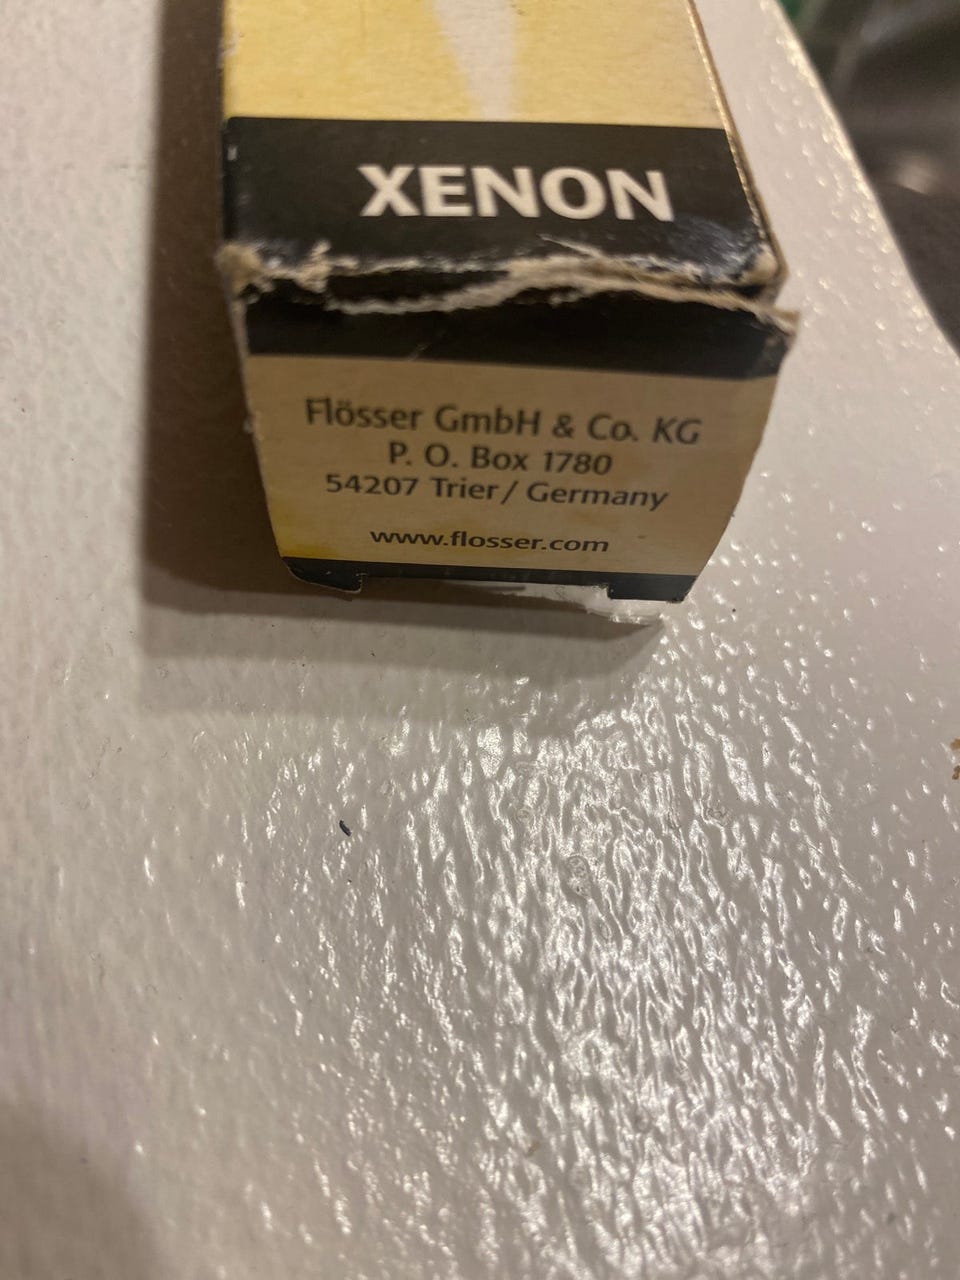 XENON
Flösser GmbH & Co. KG
P. O. Box 1780
54207 Trier / Germany
www.flosser.com